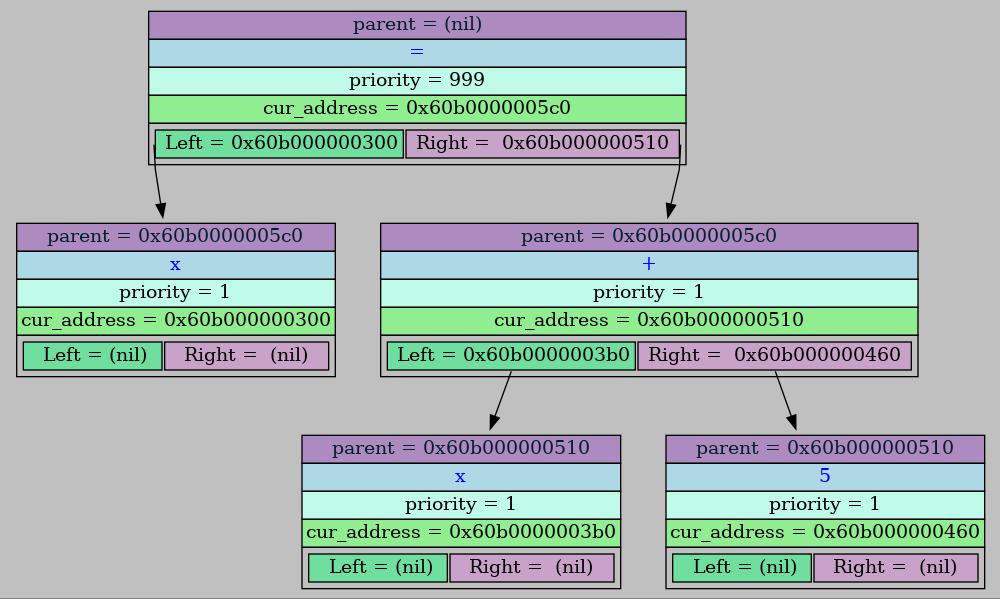 parent = (nil)
=
priority = 999
cur_address = 0x60b0000005c0
Left = 0x60b000000300 Right = 0x60b000000510
parent = 0x60b0000005c0
x
priority = 1
cur_address = 0x60b000000300
Left = (nil) Right = (nil)
parent = 0x60b0000005c0
+
priority = 1
cur_address = 0x60b000000510
Left = 0x60b0000003b0 Right = 0x60b000000460
parent = 0x60b000000510
x
priority = 1
cur_address = 0x60b0000003b0
Left = (nil) Right = (nil)
parent = 0x60b000000510
5
priority = 1
cur_address = 0x60b000000460
Left = (nil) Right = (nil)